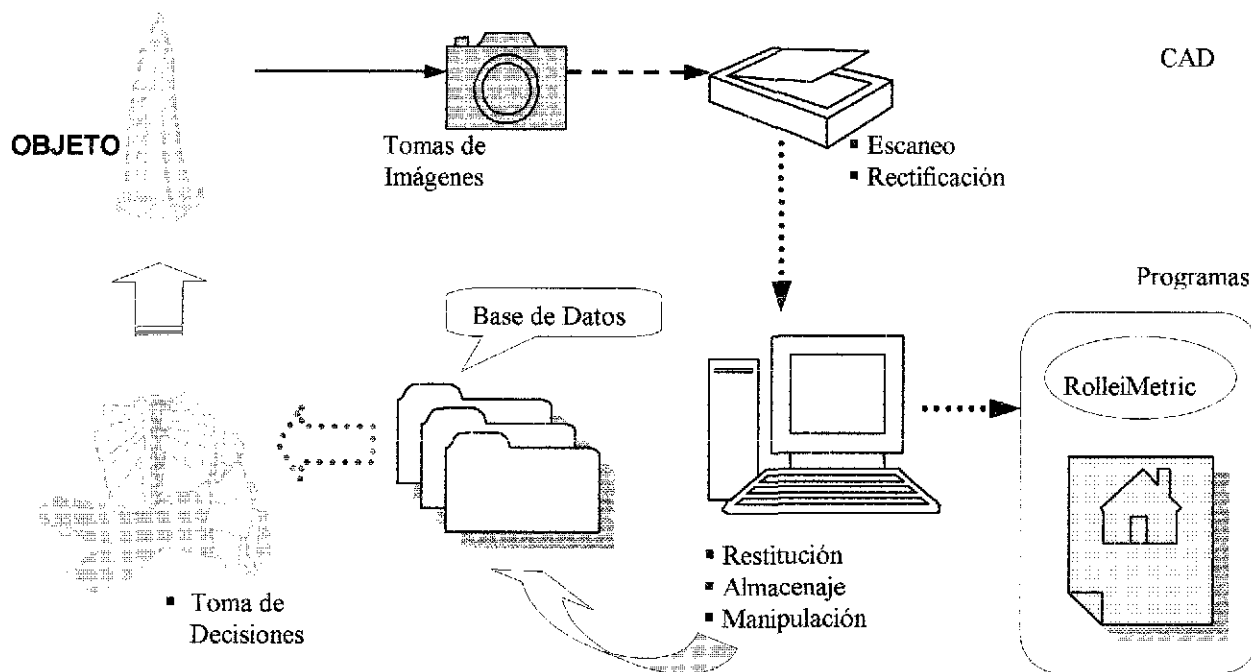 CAD
OBJETO
Tomas de
Imágenes
▪ Escaneo
▪ Rectificación
Programas
Base de Datos
RolleiMetric
▪ Restitución
▪ Almacenaje
▪ Manipulación
▪ Toma de
Decisiones